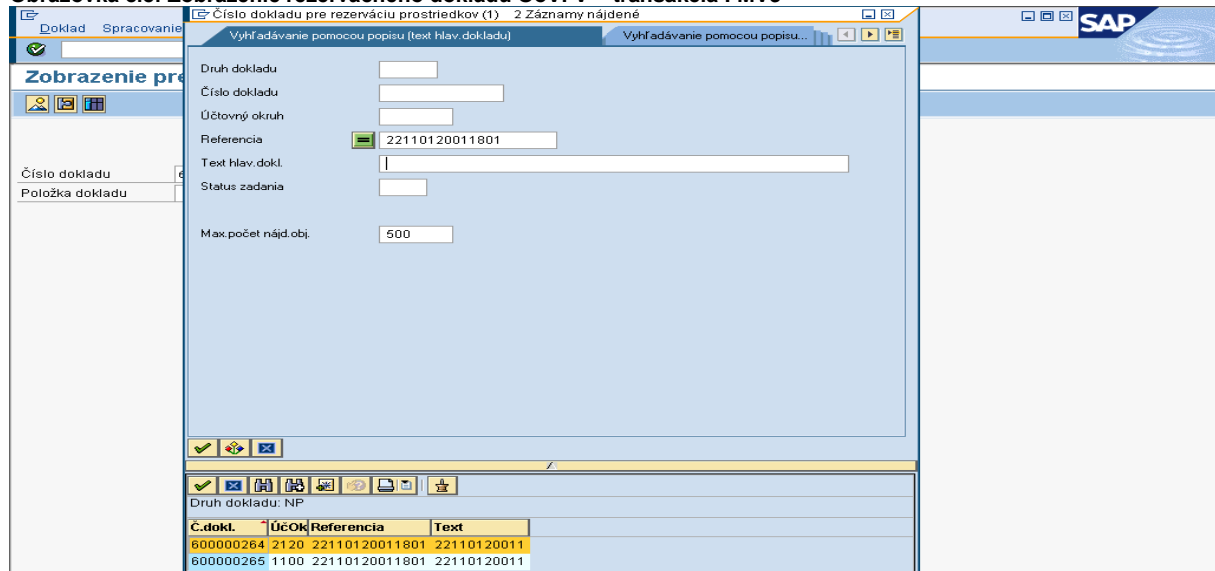 Číslo dokladu pre rezerváciu prostriedkov (1) 2 Záznamy nájdené
Doklad Spracovanie
SAP
Vyhľadávanie pomocou popisu (text hlav.dokladu)
Vyhľadávanie pomocou popisu...
Zobrazenie
Druh dokladu
Číslo dokladu
Účtovný okruh
Referencia 22110120011801
Text hlav.dokl.
Status zadania
Max.počet nájd.obj. 500
Číslo dokladu
Položka dokladu
Druh dokladu: NP
Č.dokl. ÚčOk Referencia Text
600000264 2120 22110120011801 22110120011
600000265 1100 22110120011801 22110120011